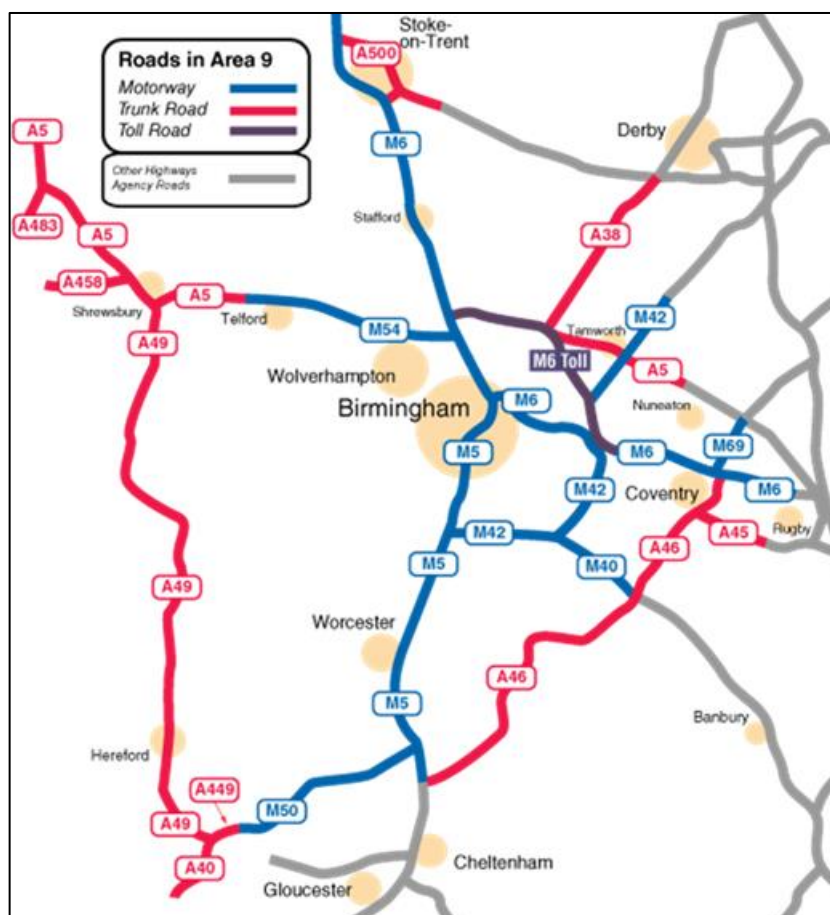 Roads in Area 9
Motorway
Trunk Road
Toll Road
Other Highways
Agency Roads
Stoke-
on-Trent
A500
Derby
M6
A5
Stafford
A483
A5
A38
A458
Shrewsbury
A5
Telford
M54
M42
Tamworth
A49
M6 Toll
A5
Wolverhampton
M6
Nuneaton
Birmingham
M5
M6
M69
M42
Coventry
M6
A45
Rugby
M42
A46
M5
M40
A49
Worcester
A46
M5
Banbury
Hereford
A449
M50
A49
A40
Cheltenham
Gloucester